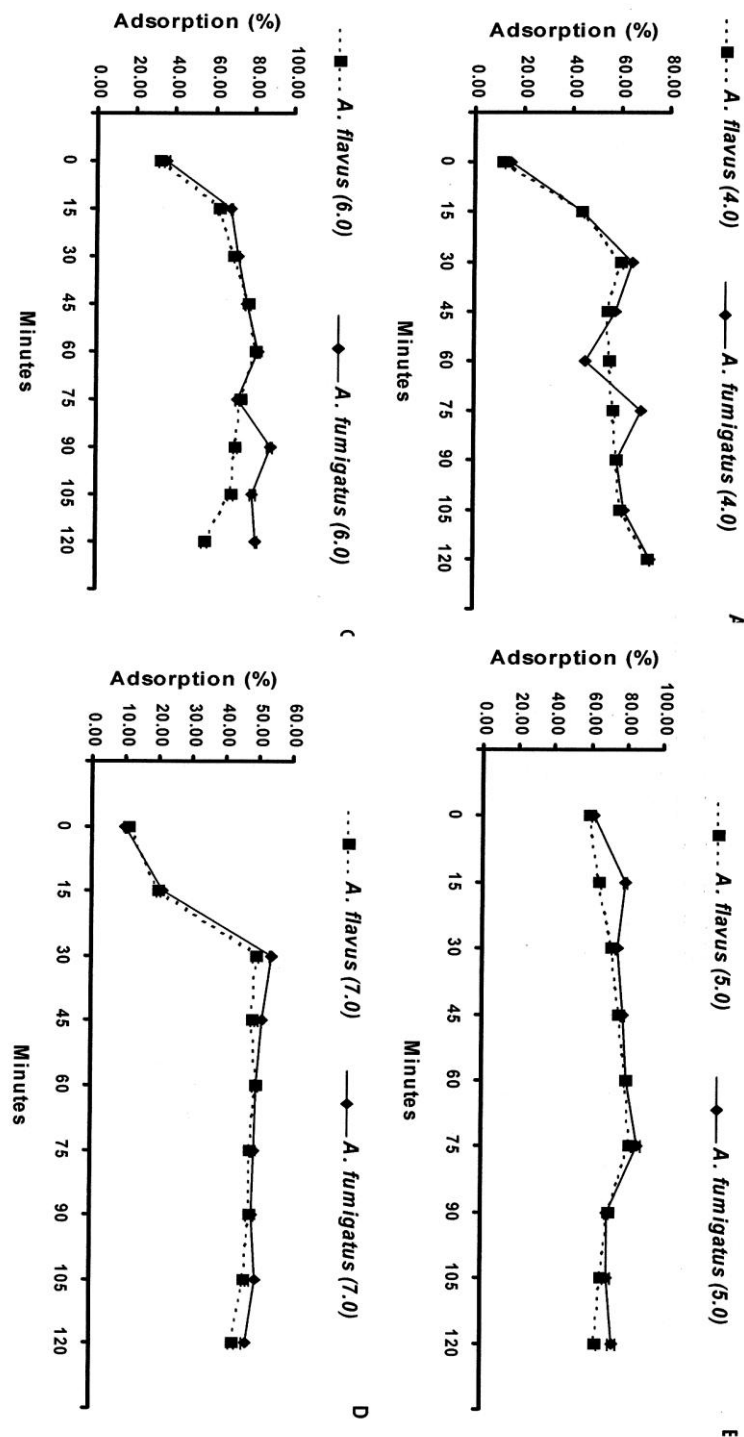 A. flavus (4.0) A. fumigatus (4.0)
A
Adsorption (%)
80.00
60.00
40.00
20.00
0.00
0 15 30 45 60 75 90 105 120
Minutes
A. flavus (5.0) A. fumigatus (5.0)
Adsorption (%)
100.00
80.00
60.00
40.00
20.00
0.00
0 15 30 45 60 75 90 105 120
Minutes
A. flavus (6.0) A. fumigatus (6.0)
Adsorption (%)
100.00
80.00
60.00
40.00
20.00
0.00
0 15 30 45 60 75 90 105 120
Minutes
A. flavus (7.0) A. fumigatus (7.0)
D
Adsorption (%)
60.00
50.00
40.00
30.00
20.00
10.00
0.00
0 15 30 45 60 75 90 105 120
Minutes